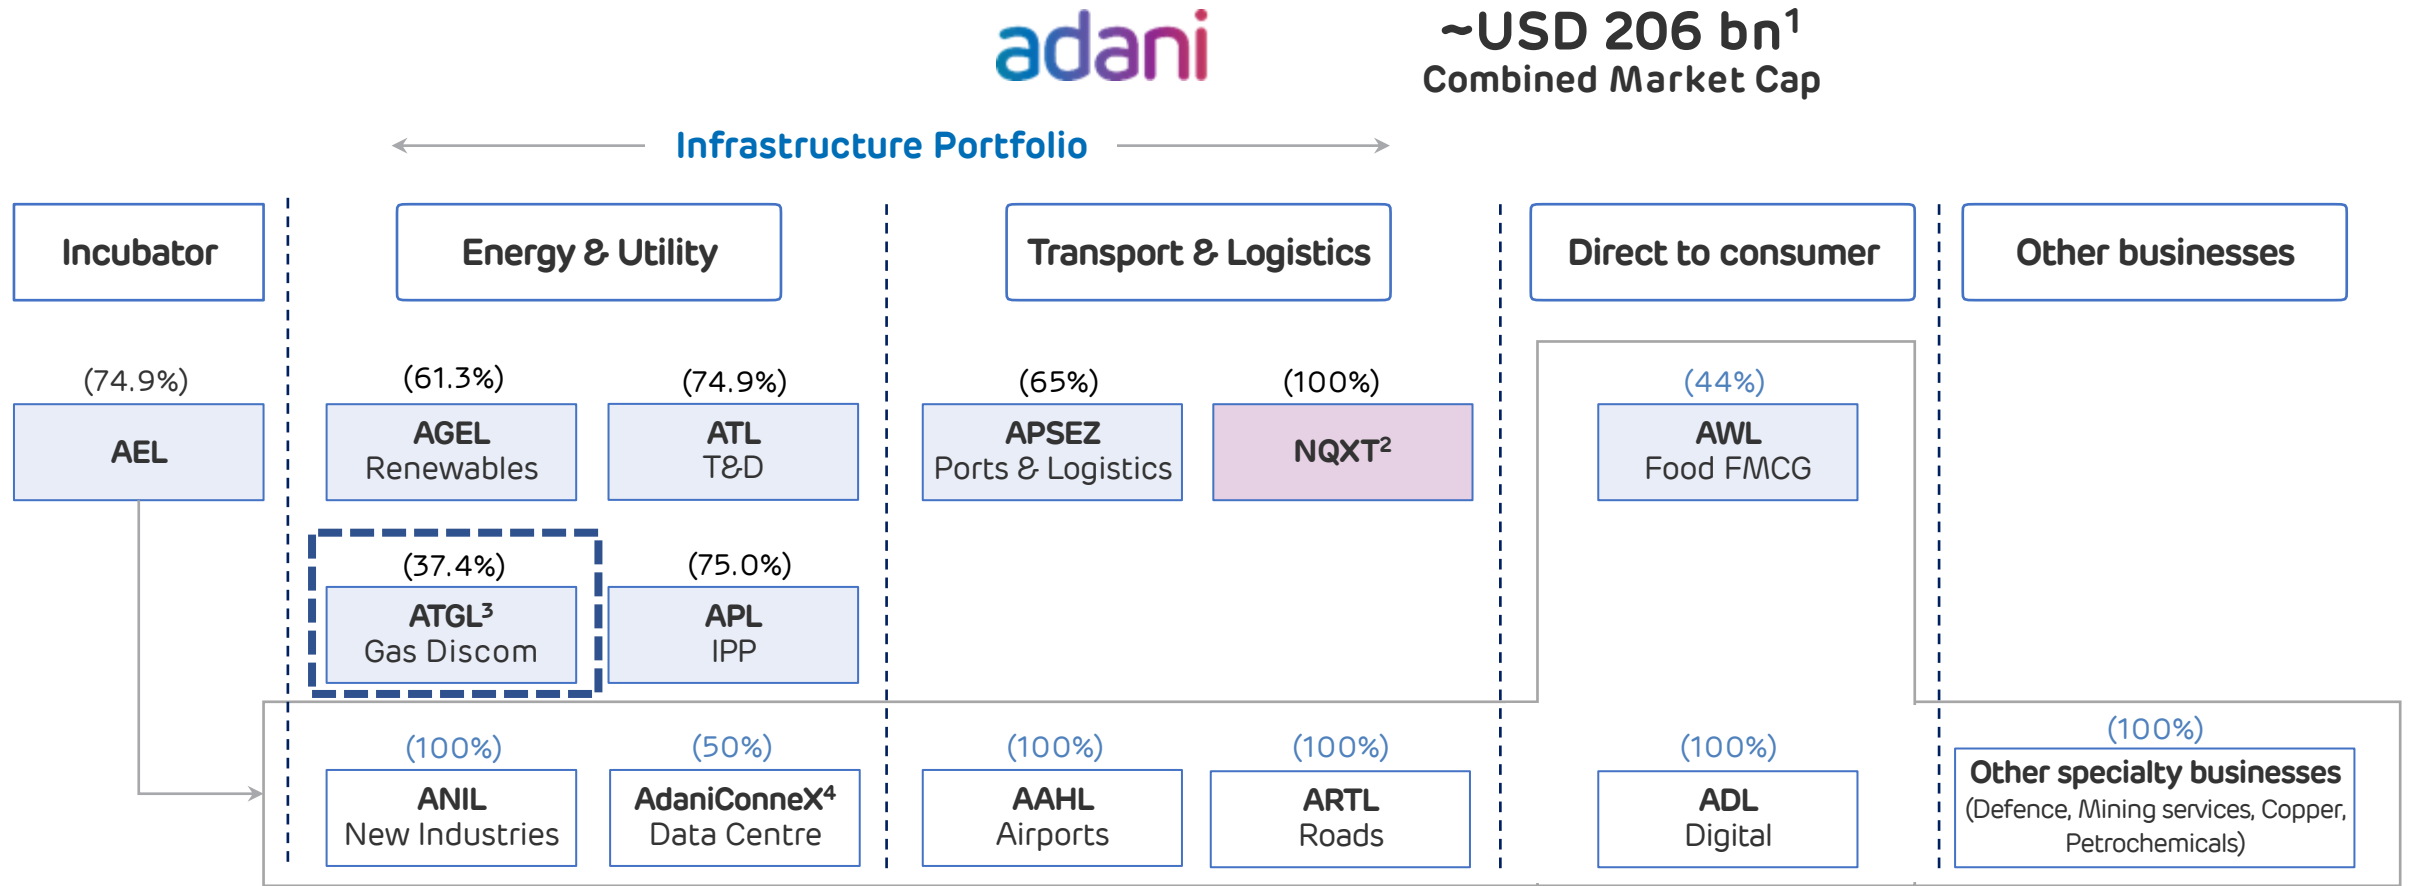 adani
~USD 206 bn¹
Combined Market Cap
Infrastructure Portfolio
Incubator
Energy & Utility
Transport & Logistics
Direct to consumer
Other businesses
(74.9%)
AEL
(61.3%)
AGEL
Renewables
(74.9%)
ATL
T&D
(65%)
APSEZ
Ports & Logistics
(100%)
NQXT²
(44%)
AWL
Food FMCG
(37.4%)
ATGL³
Gas Discom
(75.0%)
APL
IPP
(100%)
ANIL
New Industries
(50%)
AdaniConneX⁴
Data Centre
(100%)
AAHL
Airports
(100%)
ARTL
Roads
(100%)
ADL
Digital
(100%)
Other specialty businesses
(Defence, Mining services, Copper,
Petrochemicals)